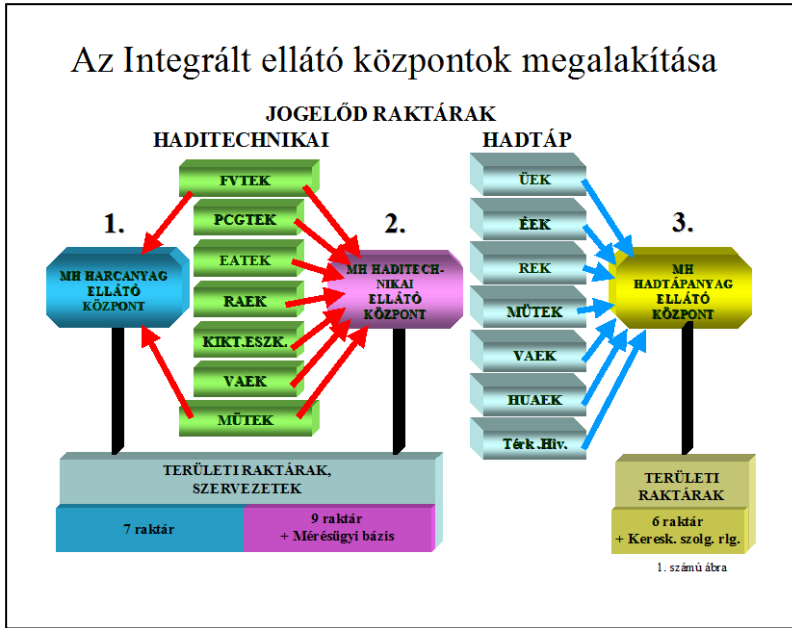 Az Integrált ellátó központok megalakítása
JOGELŐD RAKTÁRAK
HADITECHNIKAI
HADTÁP
FVTEK
PCGTEK
EATEK
RAEK
KIKT.ESZK.
VAEK
MŰTEK
ÜEK
ÉEK
REK
MŰTEK
VAEK
HUAEK
Térk .Hiv.
1.
MH HARCANYAG
ELLÁTÓ
KÖZPONT
2.
MH HADITECH-
NIKAI
ELLÁTÓ
KÖZPONT
3.
MH
HADTÁPANYAG
ELLÁTÓ
KÖZPONT
TERÜLETI RAKTÁRAK,
SZERVEZETEK
7 raktár
9 raktár
+ Mérésügyi bázis
TERÜLETI
RAKTÁRAK
6 raktár
+ Keresk. szolg. rlg.
1. számú ábra